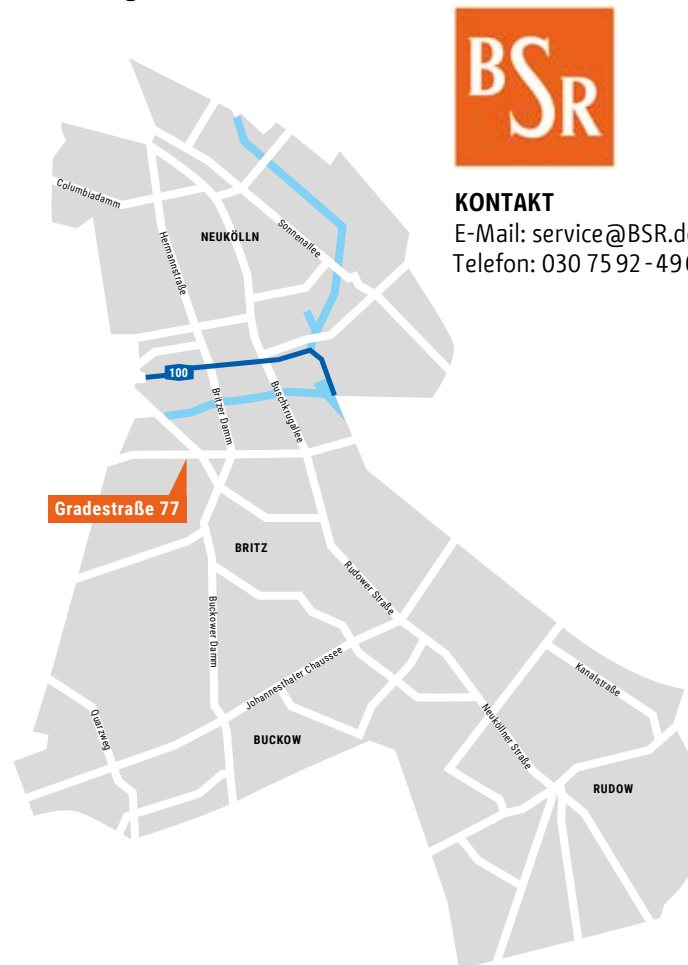 BSR
KONTAKT
E-Mail: service@BSR.de
Telefon: 030 75 92 - 49
Columbiadamm
Hermannstraße
NEUKÖLLN
Sonnenallee
100
Britzer Damm
Buschkrugallee
Gradestraße 77
BRITZ
Rudower Straße
Buckower Damm
Johannesthaler Chaussee
Kanalstraße
Quarzweg
BUCKOW
Neuköllner Straße
RUDOW